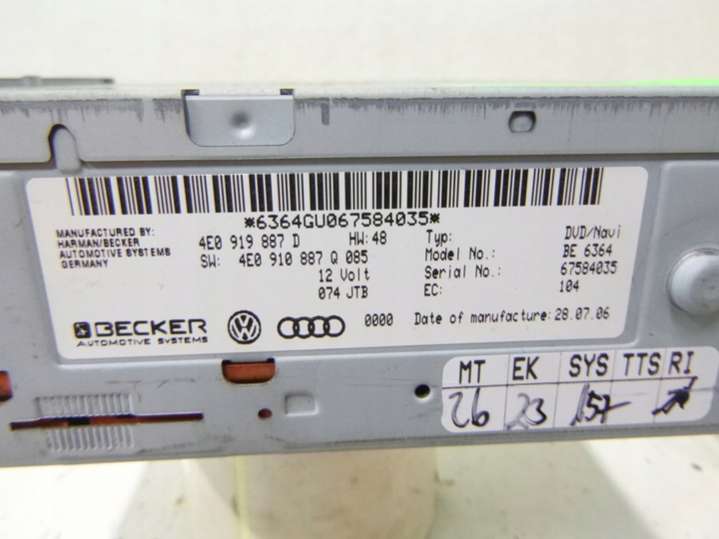 *6364GU067584035*
MANUFACTURED BY:
HARMAN/BECKER
AUTOMOTIVE SYSTEMS
GERMANY
4E0 919 887 D HW: 48
SW: 4E0 910 887 Q 085
12 Volt
074 JTB
Typ: DVD/Navi
Model No.: BE 6364
Serial No.: 67584035
EC: 104
BECKER
AUTOMOTIVE SYSTEMS
0000 Date of manufacture: 28.07.06
MT EK SYS TTS RI
26 23 157